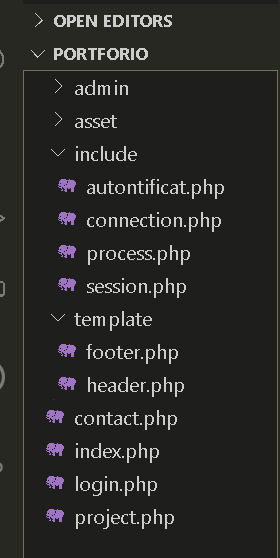 OPEN EDITORS
PORTFORIO
admin
asset
include
autontificat.php
connection.php
process.php
session.php
template
footer.php
header.php
contact.php
index.php
login.php
project.php